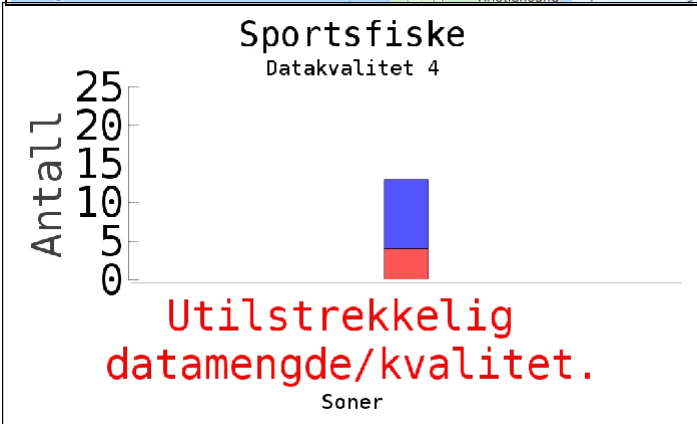 Sportsfiske
Datakvalitet 4
Antall
25
20
15
10
5
0
Utilstrekkelig
datamengde/kvalitet.
Soner